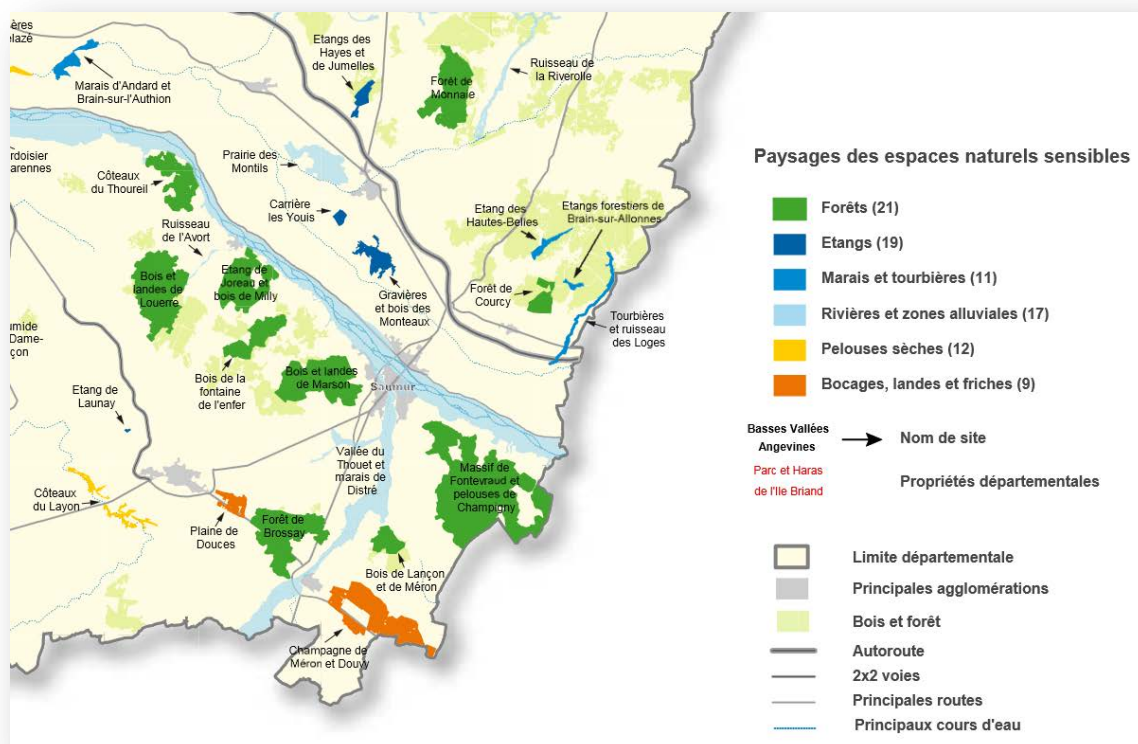 ères
elazé
Marais d'Andard et
Brain-sur-l'Authion
Etangs des
Hayes et
de Jumelles
Forêt de
Monnaie
Ruisseau de
la Riverolle
rdoisier
arennes
Côteaux
du Thoureil
Prairie des
Montils
Ruisseau
de l'Avort
Carrière
les Youis
Etang des
Hautes-Belles
Etangs forestiers de
Brain-sur-Allonnes
Bois et
landes de
Louerre
Etang de
Joreau et
bois de Milly
Gravières
et bois des
Monteaux
Forêt de
Courcy
Tourbières
et ruisseau
des Loges
umide
Dame-
çon
Bois de la
fontaine
de l'enfer
Bois et landes
de Marson
Saumur
Etang de
Launay
Vallée du
Thouet et
marais de
Distré
Massif de
Fontevraud et
pelouses de
Champigny
Côteaux
du Layon
Plaine de
Douces
Forêt de
Brossay
Bois de Lançon
et de Méron
Champagne de
Méron et Douvy
Paysages des espaces naturels sensibles
Forêts (21)
Etangs (19)
Marais et tourbières (11)
Rivières et zones alluviales (17)
Pelouses sèches (12)
Bocages, landes et friches (9)
Basses Vallées
Angevines
Nom de site
Parc et Haras
de l'Ile Briand
Propriétés départementales
Limite départementale
Principales agglomérations
Bois et forêt
Autoroute
2x2 voies
Principales routes
Principaux cours d'eau